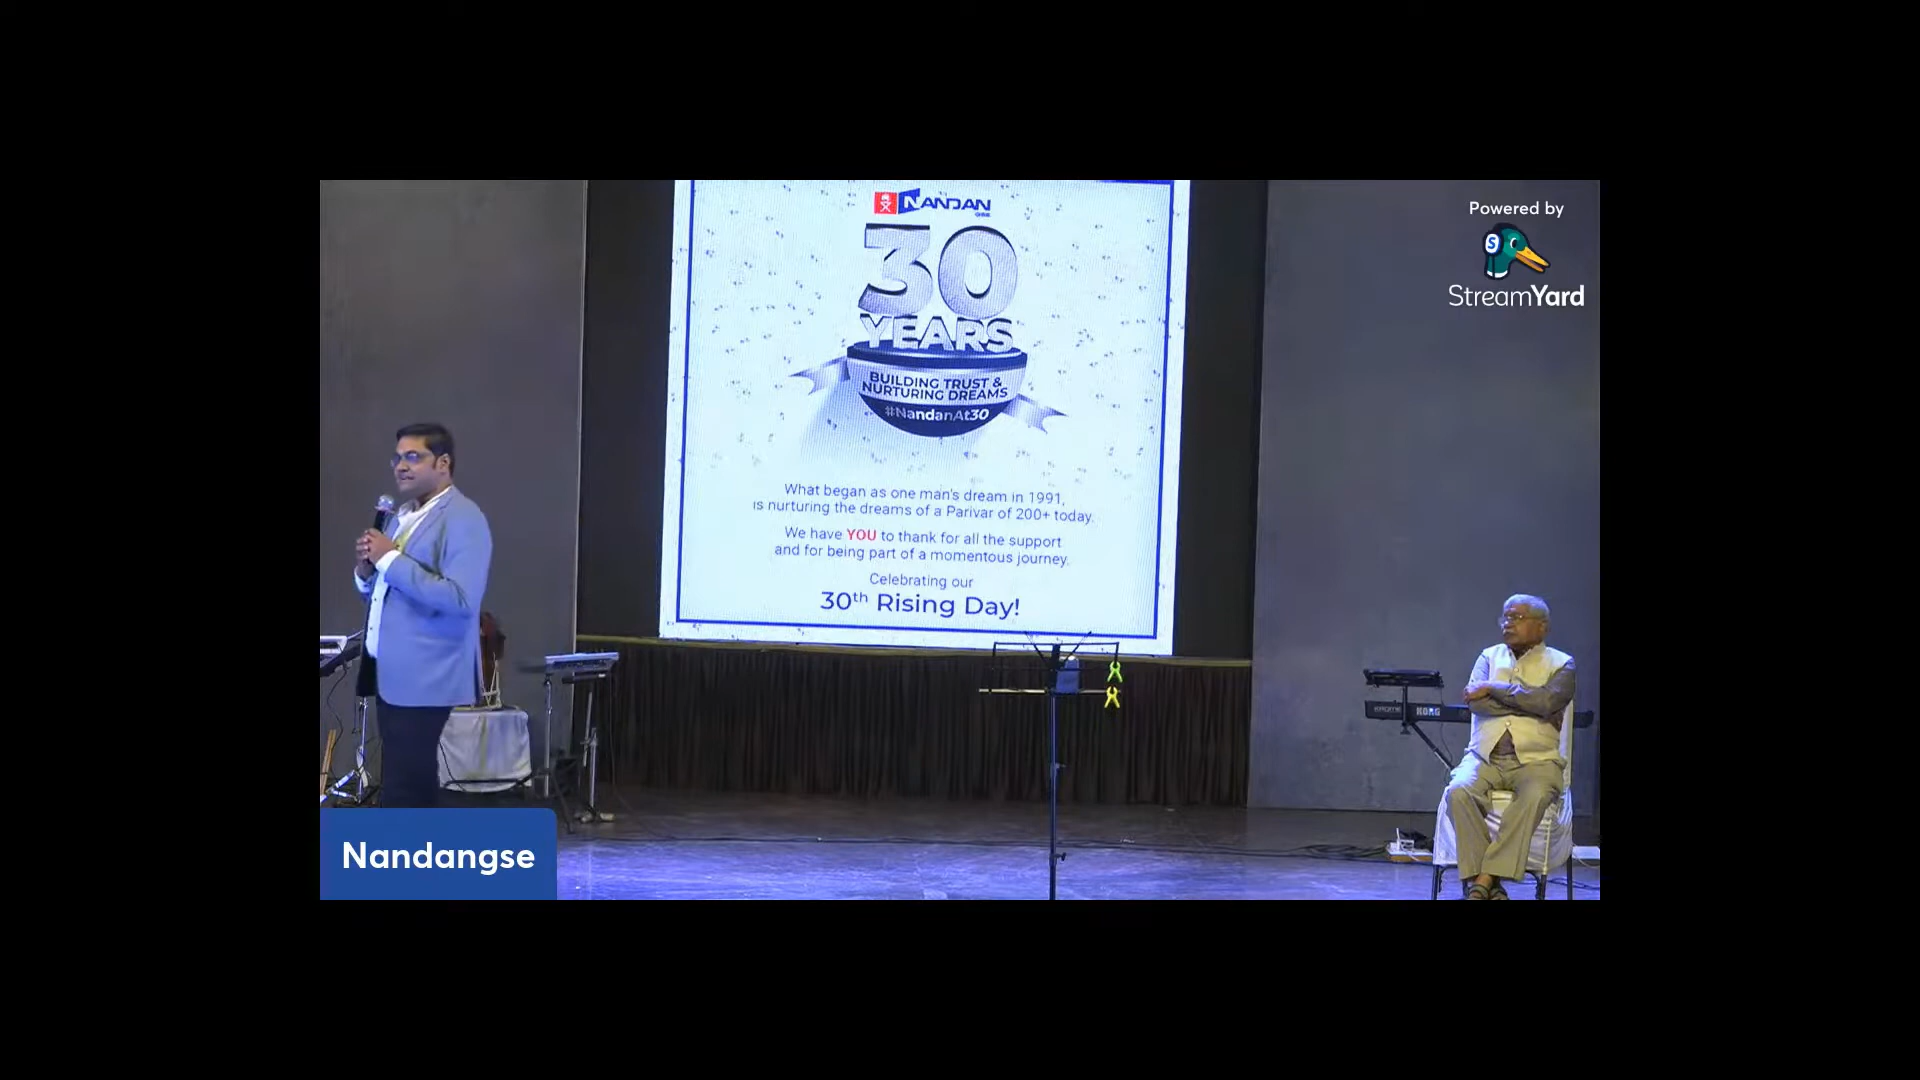 NANDAN
30
YEARS
BUILDING TRUST &
NURTURING DREAMS
#NandanAt30
What began as one man's dream in 1991,
is nurturing the dreams of a Parivar of 200+ today.
We have YOU to thank for all the support
and for being part of a momentous journey.
Celebrating our
30th Rising Day!
Powered by
StreamYard
KORG
Nandangse